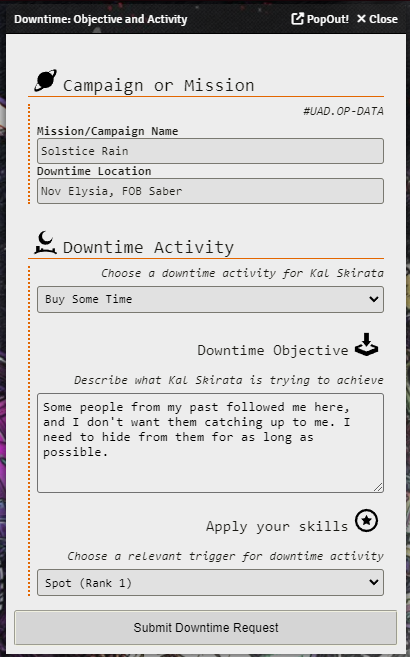 Downtime: Objective and Activity PopOut! Close
Campaign or Mission
#UAD.OP-DATA
Mission/Campaign Name
Solstice Rain
Downtime Location
Nov Elysia, FOB Saber
Downtime Activity
Choose a downtime activity for Kal Skirata
Buy Some Time
Downtime Objective
Describe what Kal Skirata is trying to achieve
Some people from my past followed me here,
and I don't want them catching up to me. I
need to hide from them for as long as
possible.
Apply your skills
Choose a relevant trigger for downtime activity
Spot (Rank 1)
Submit Downtime Request